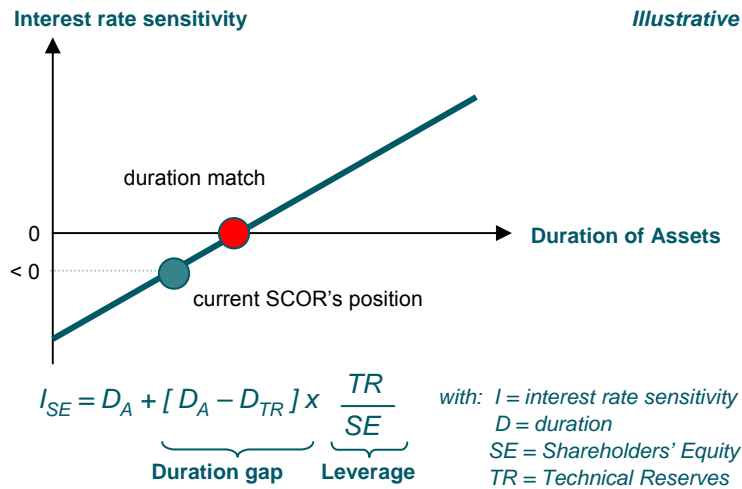 Interest rate sensitivity
Illustrative
duration match
0
Duration of Assets
< 0
current SCOR's position
I_SE = D_A + [ D_A – D_TR ] x TR / SE
with: I = interest rate sensitivity
D = duration
SE = Shareholders' Equity
TR = Technical Reserves
Duration gap
Leverage